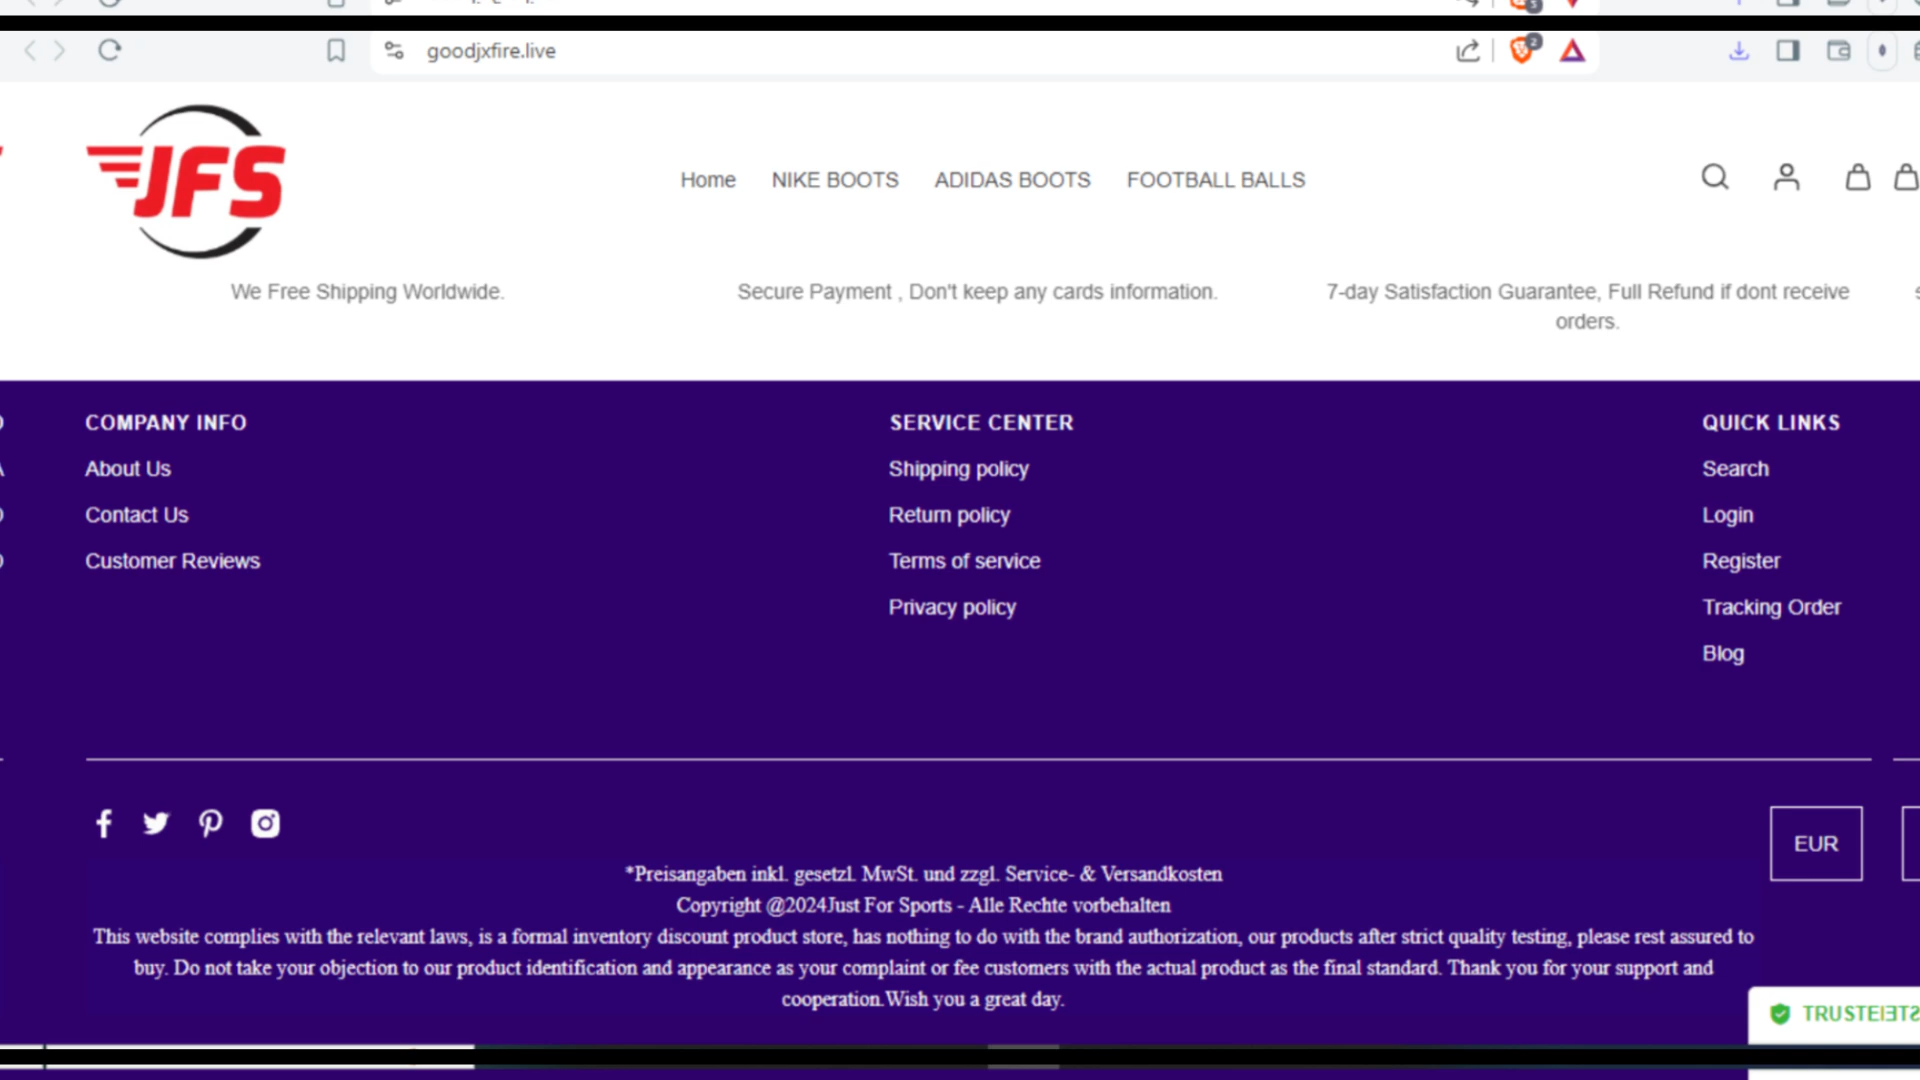 goodjxfire.live
2
JFS
Home NIKE BOOTS ADIDAS BOOTS FOOTBALL BALLS
We Free Shipping Worldwide.
Secure Payment , Don't keep any cards information.
7-day Satisfaction Guarantee, Full Refund if dont receive
orders.
COMPANY INFO
About Us
Contact Us
Customer Reviews
SERVICE CENTER
Shipping policy
Return policy
Terms of service
Privacy policy
QUICK LINKS
Search
Login
Register
Tracking Order
Blog
EUR
*Preisangaben inkl. gesetzl. MwSt. und zzgl. Service- & Versandkosten
Copyright @2024Just For Sports - Alle Rechte vorbehalten
This website complies with the relevant laws, is a formal inventory discount product store, has nothing to do with the brand authorization, our products after strict quality testing, please rest assured to
buy. Do not take your objection to our product identification and appearance as your complaint or fee customers with the actual product as the final standard. Thank you for your support and
cooperation.Wish you a great day.